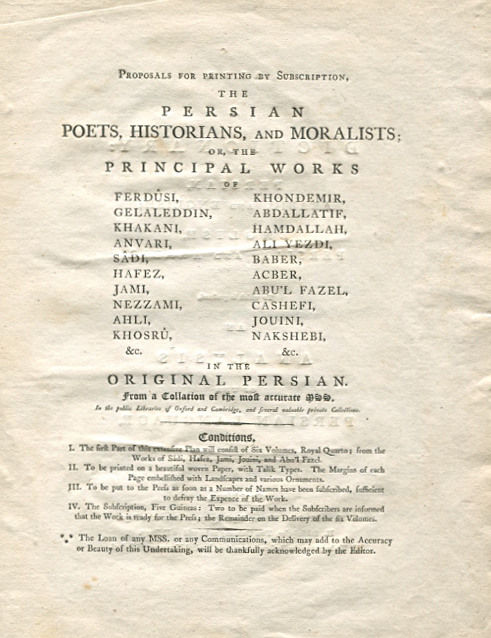 PROPOSALS FOR PRINTING BY SUBSCRIPTION,
THE
PERSIAN
POETS, HISTORIANS, AND MORALISTS;
OR, THE
PRINCIPAL WORKS
OF
FERDÛSI, KHONDEMIR,
GELALEDDIN, ABDALLATIF,
KHAKANI, HAMDALLAH,
ANVARI, ALI YEZDI,
SÂDI, BABER,
HAFEZ, ACBER,
JAMI, ABU'L FAZEL,
NEZZAMI, CASHEFI,
AHLI, JOUINI,
KHOSRÛ, NAKSHEBI,
&c. &c.
IN THE
ORIGINAL PERSIAN.
From a Collation of the most accurate MSS.
In the public Libraries of Oxford and Cambridge, and several valuable private Collections.
Conditions,
I. The first Part of this extensive Plan will consist of Six Volumes, Royal Quarto; from the
Works of Sâdi, Hafez, Jami, Jouini, and Abu'l Fazel.
II. To be printed on a beautiful woven Paper, with Talik Types. The Margins of each
Page embellished with Landscapes and various Ornaments.
III. To be put to the Press as soon as a Number of Names have been subscribed, sufficient
to defray the Expence of the Work.
IV. The Subscription, Five Guineas: Two to be paid when the Subscribers are informed
that the Work is ready for the Press; the Remainder on the Delivery of the six Volumes.
*⁎* The Loan of any MSS. or any Communications, which may add to the Accuracy
or Beauty of this Undertaking, will be thankfully acknowledged by the Editor.